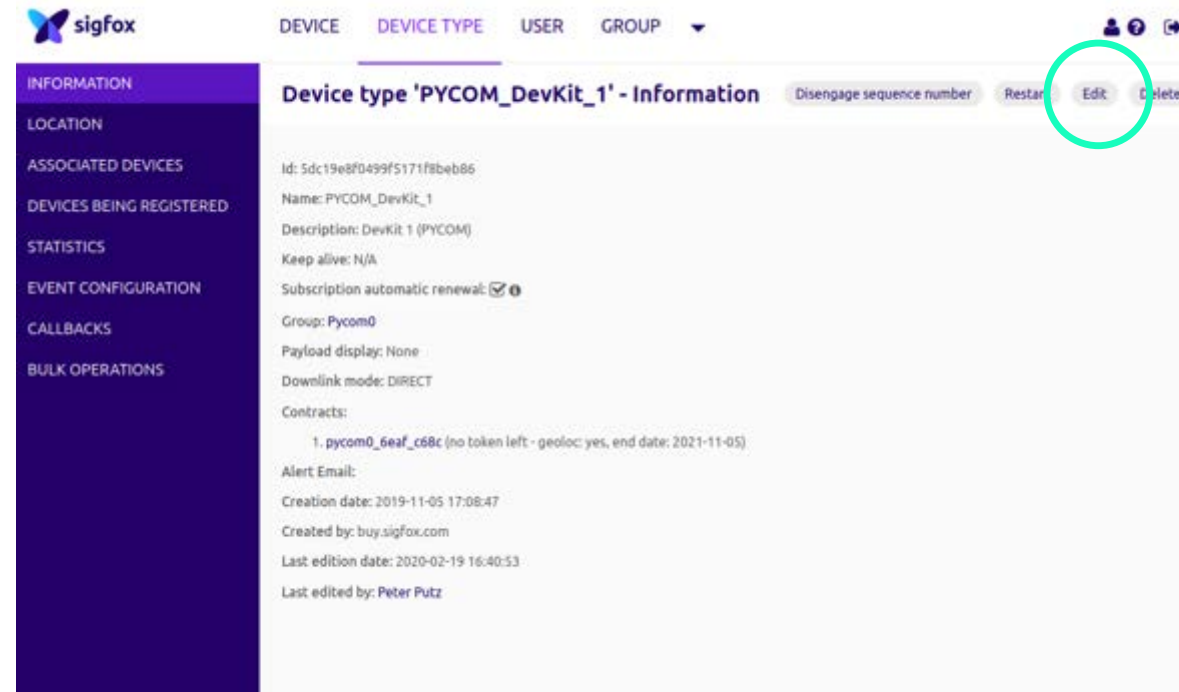 sigfox
DEVICE DEVICE TYPE USER GROUP
INFORMATION
LOCATION
ASSOCIATED DEVICES
DEVICES BEING REGISTERED
STATISTICS
EVENT CONFIGURATION
CALLBACKS
BULK OPERATIONS
Device type 'PYCOM_DevKit_1' - Information Disengage sequence number Restart Edit Delete
Id: 5dc19e8f0499f5171f8beb86
Name: PYCOM_DevKit_1
Description: DevKit 1 (PYCOM)
Keep alive: N/A
Subscription automatic renewal:
Group: Pycom0
Payload display: None
Downlink mode: DIRECT
Contracts:
1. pycom0_6eaf_c68c (no token left - geoloc: yes, end date: 2021-11-05)
Alert Email:
Creation date: 2019-11-05 17:08:47
Created by: buy.sigfox.com
Last edition date: 2020-02-19 16:40:53
Last edited by: Peter Putz